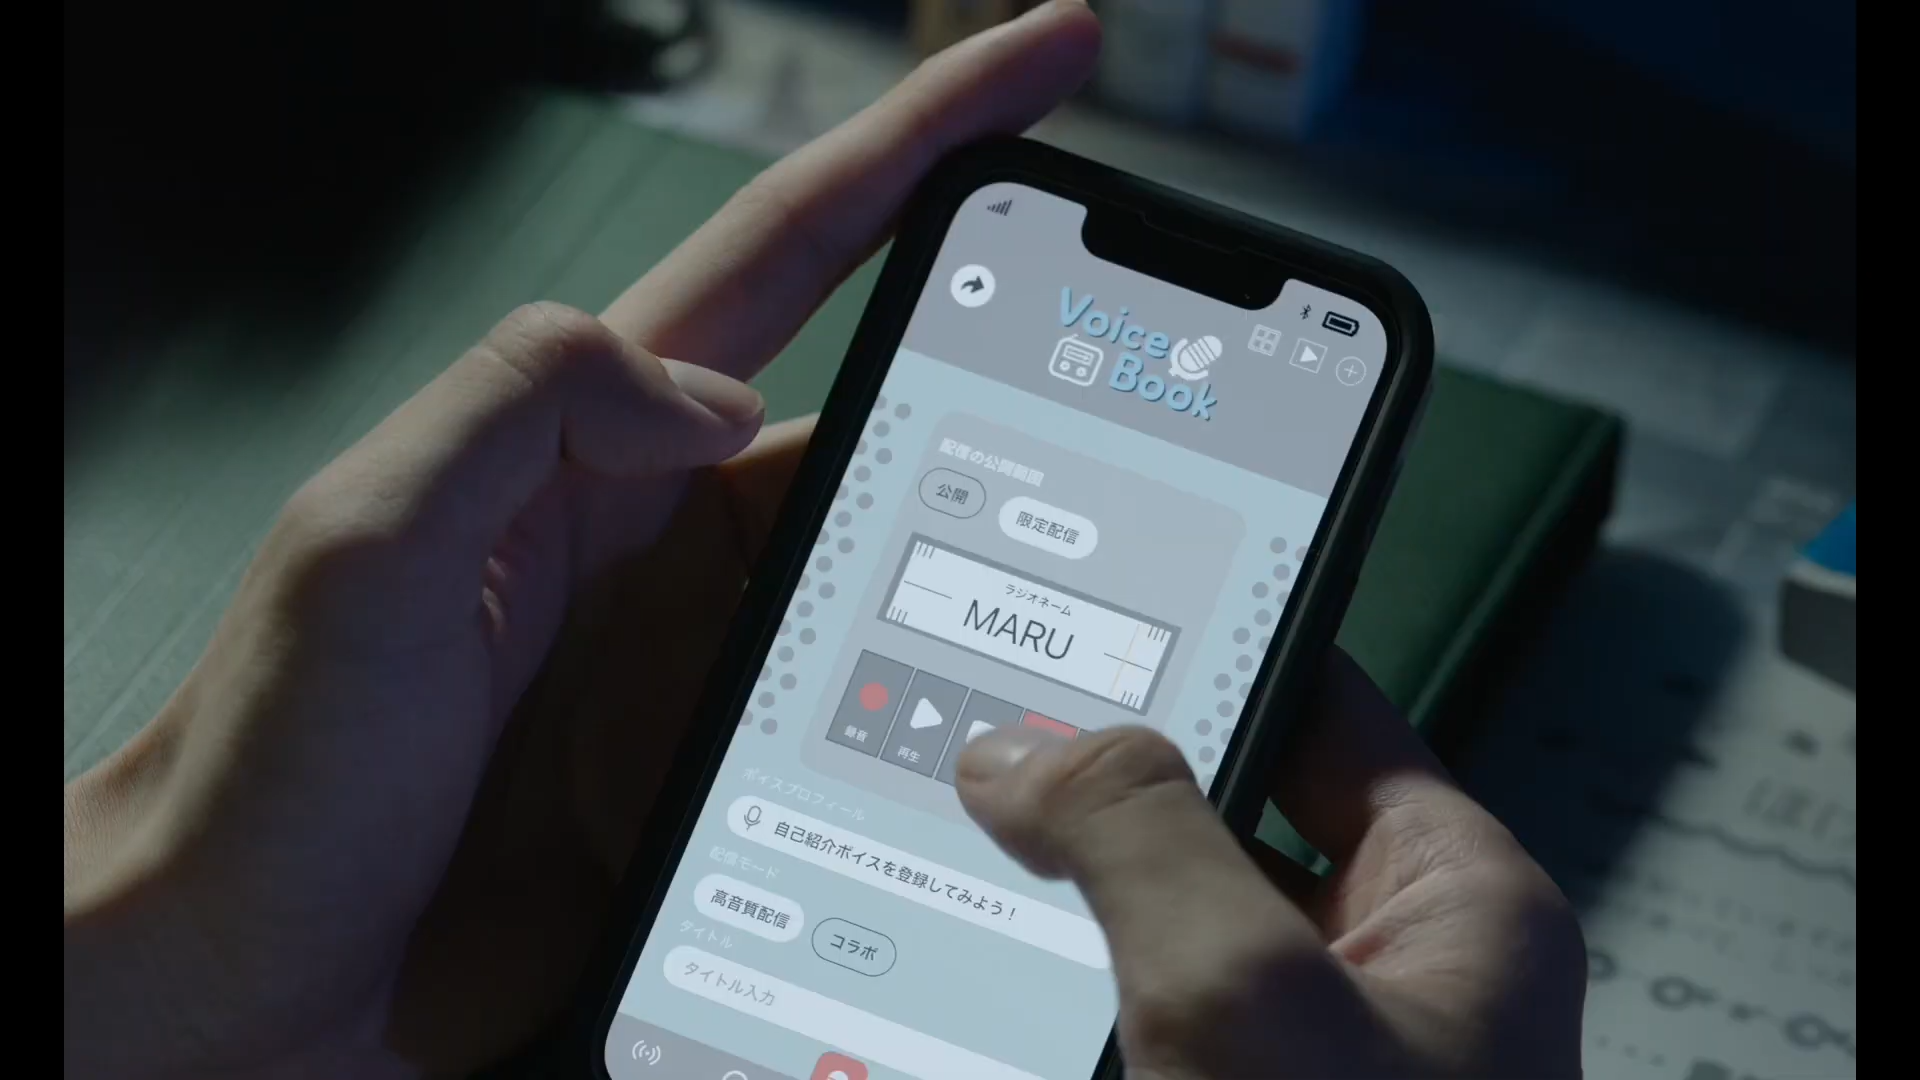 Voice
Book
配信の公開範囲
公開
限定配信
ラジオネーム
MARU
録音
再生
ボイスプロフィール
自己紹介ボイスを登録してみよう！
配信モード
高音質配信
コラボ
タイトル
タイトル入力